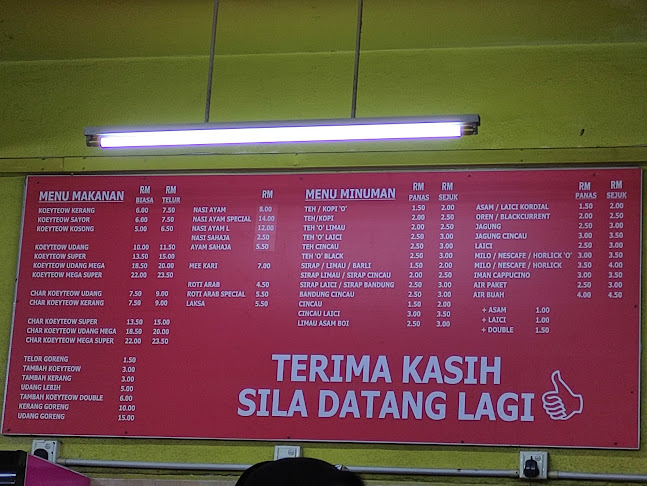 MENU MAKANAN RM BIASA RM TELUR
KOEYTEOW KERANG 6.00 7.50
KOEYTEOW SAYOR 6.00 7.50
KOEYTEOW KOSONG 5.00 6.50
KOEYTEOW UDANG 10.00 11.50
KOEYTEOW SUPER 13.50 15.00
KOEYTEOW UDANG MEGA 18.50 20.00
KOEYTEOW MEGA SUPER 22.00 23.50
CHAR KOEYTEOW UDANG 7.50 9.00
CHAR KOEYTEOW KERANG 7.50 9.00
CHAR KOEYTEOW SUPER 13.50 15.00
CHAR KOEYTEOW UDANG MEGA 18.50 20.00
CHAR KOEYTEOW MEGA SUPER 22.00 23.50
TELOR GORENG 1.50
TAMBAH KOEYTEOW 3.00
TAMBAH KERANG 3.00
UDANG LEBIH 5.00
TAMBAH KOEYTEOW DOUBLE 6.00
KERANG GORENG 10.00
UDANG GORENG 15.00
RM
NASI AYAM 8.00
NASI AYAM SPECIAL 14.00
NASI AYAM L 12.00
NASI SAHAJA 2.50
AYAM SAHAJA 5.50
MEE KARI 7.00
ROTI ARAB 4.50
ROTI ARAB SPECIAL 5.50
LAKSA 5.50
MENU MINUMAN RM PANAS RM SEJUK
TEH / KOPI 'O' 1.50 2.00
TEH/KOPI 2.00 2.50
TEH 'O' LIMAU 2.00 2.50
TEH 'O' LAICI 2.50 3.00
TEH CINCAU 2.50 3.00
TEH 'O' BLACK 2.50 3.00
SIRAP / LIMAU / BARLI 1.50 2.00
SIRAP LIMAU / SIRAP CINCAU 2.00 2.50
SIRAP LAICI / SIRAP BANDUNG 2.50 3.00
BANDUNG CINCAU 2.50 3.00
CINCAU 1.50 2.00
CINCAU LAICI 3.00 3.50
LIMAU ASAM BOI 2.50 3.00
RM PANAS RM SEJUK
ASAM / LAICI KORDIAL 1.50 2.00
OREN / BLACKCURRENT 2.00 2.50
JAGUNG 2.50 3.00
JAGUNG CINCAU 3.00 3.50
LAICI 2.50 3.00
MILO / NESCAFE / HORLICK 'O' 3.00 3.50
MILO / NESCAFE / HORLICK 3.50 4.00
IMAN CAPPUCINO 3.00 3.50
AIR PAKET 2.50 3.00
AIR BUAH 4.00 4.50
+ ASAM 1.00
+ LAICI 1.00
+ DOUBLE 1.50
TERIMA KASIH
SILA DATANG LAGI